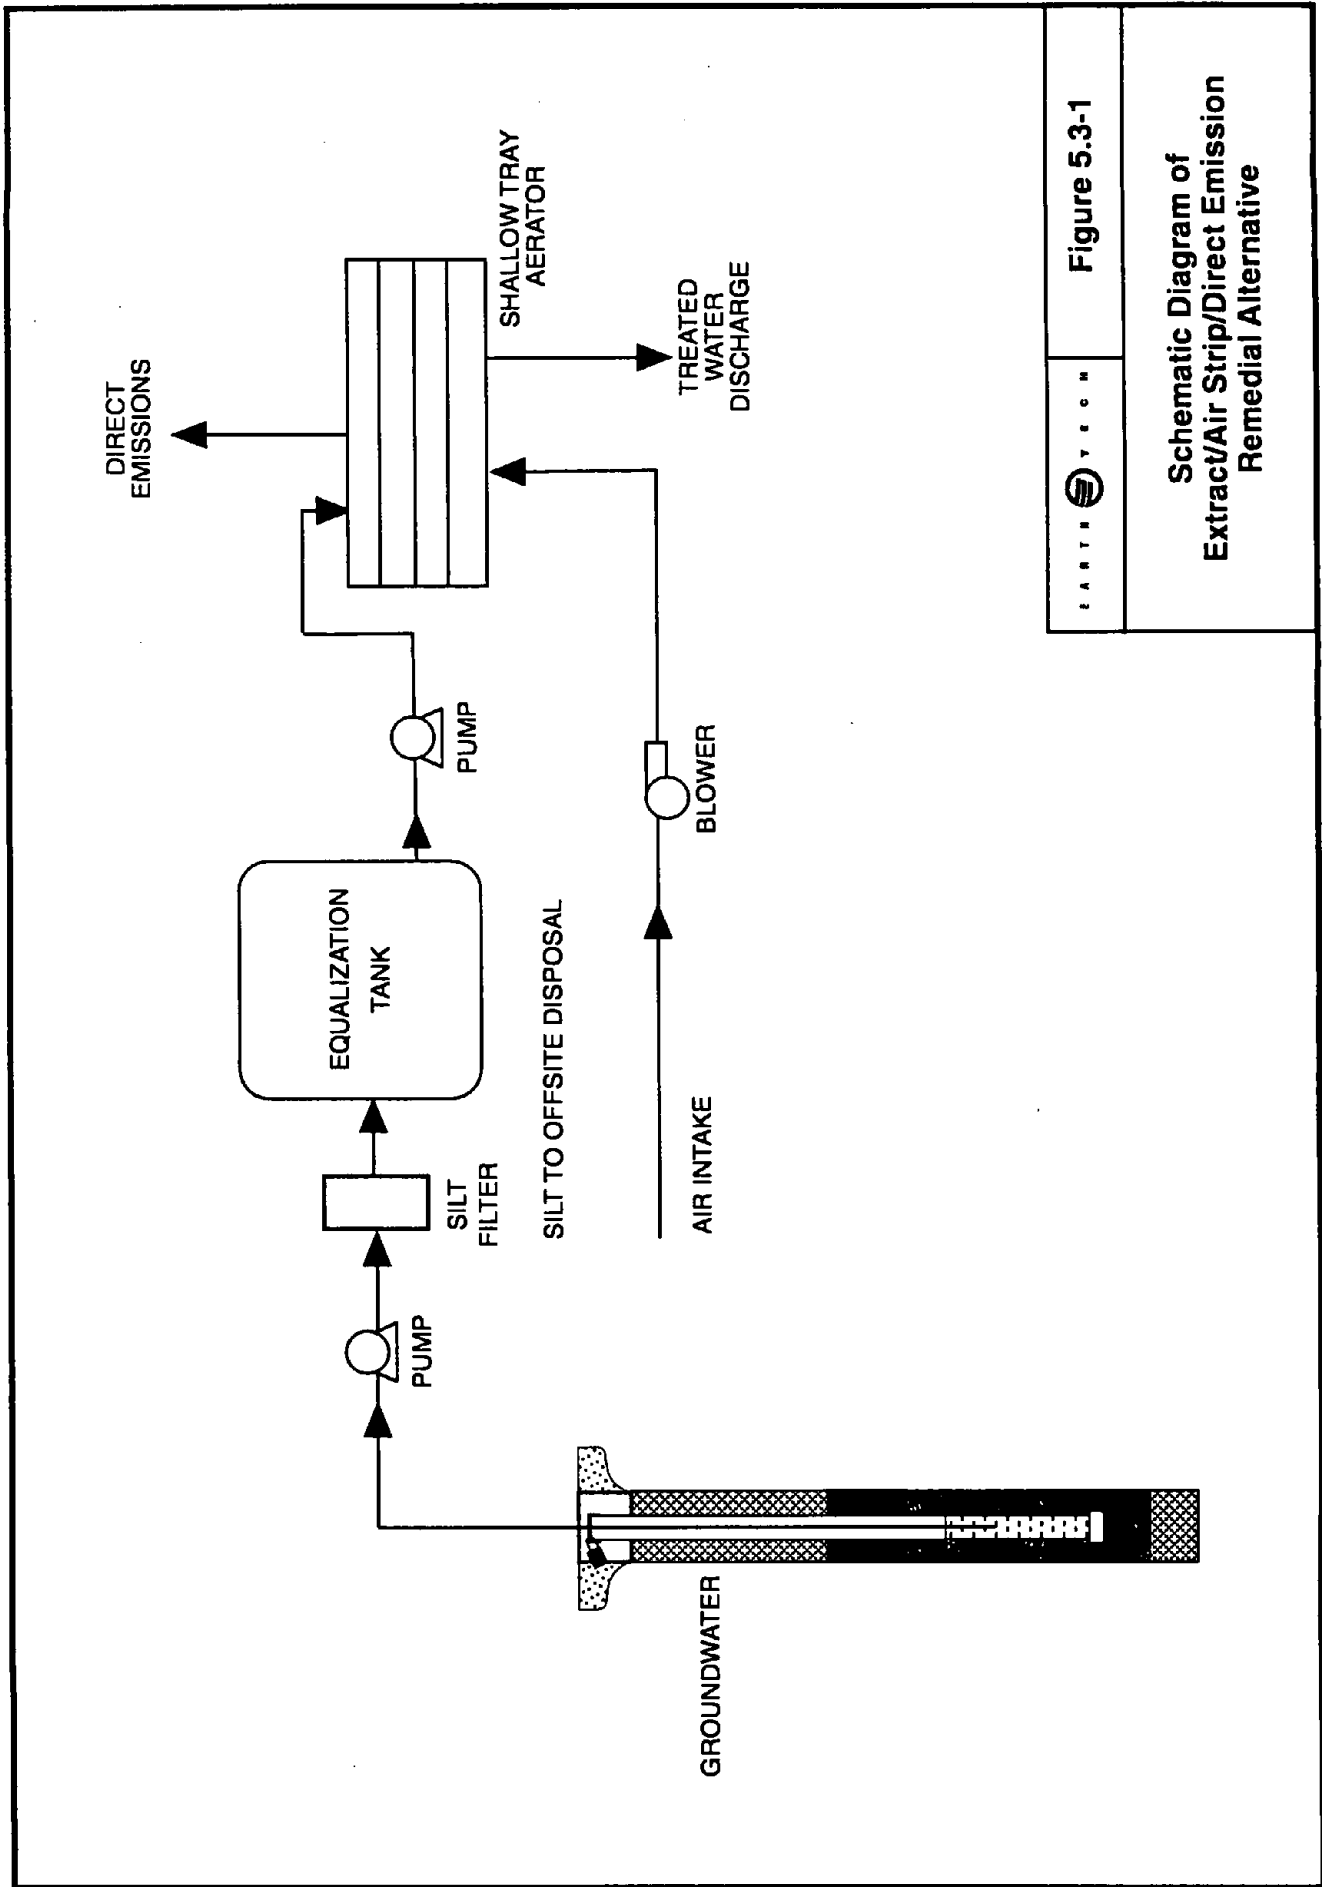 DIRECT
EMISSIONS
SHALLOW TRAY
AERATOR
EQUALIZATION
TANK
PUMP
SILT
FILTER
PUMP
SILT TO OFFSITE DISPOSAL
TREATED
WATER
DISCHARGE
BLOWER
AIR INTAKE
GROUNDWATER
EARTH TECH
Figure 5.3-1
Schematic Diagram of
Extract/Air Strip/Direct Emission
Remedial Alternative